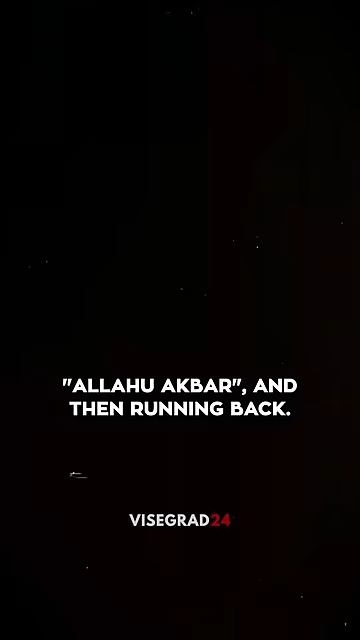 "ALLAHU AKBAR", AND
THEN RUNNING BACK.
VISEGRAD24